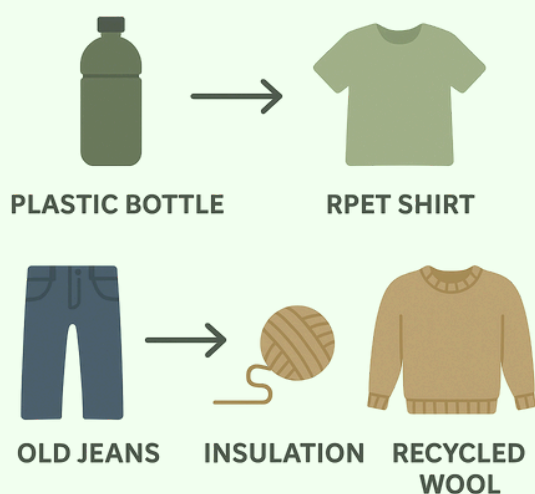 PLASTIC BOTTLE
RPET SHIRT
OLD JEANS
INSULATION
RECYCLED
WOOL